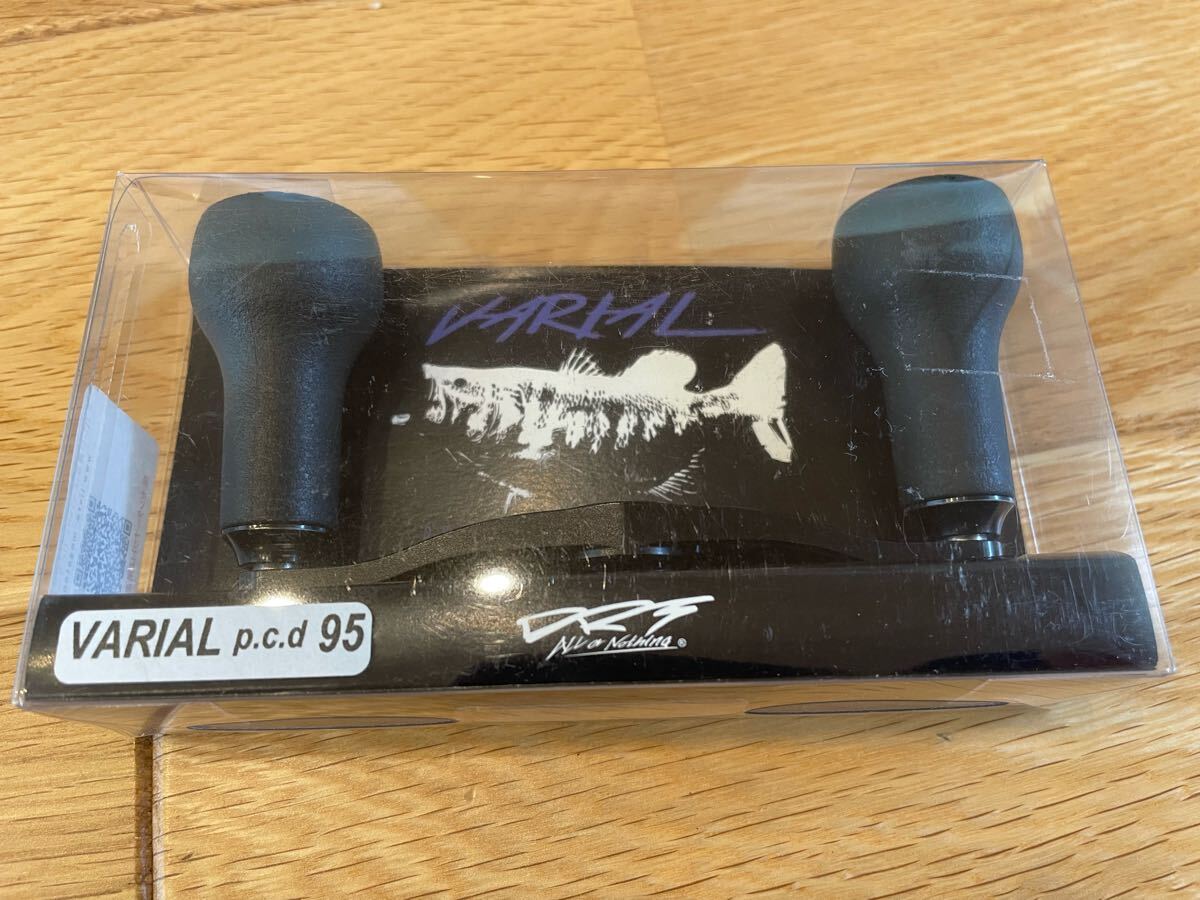 VARIAL
DRT
All or Nothing ®
VARIAL p.c.d 95